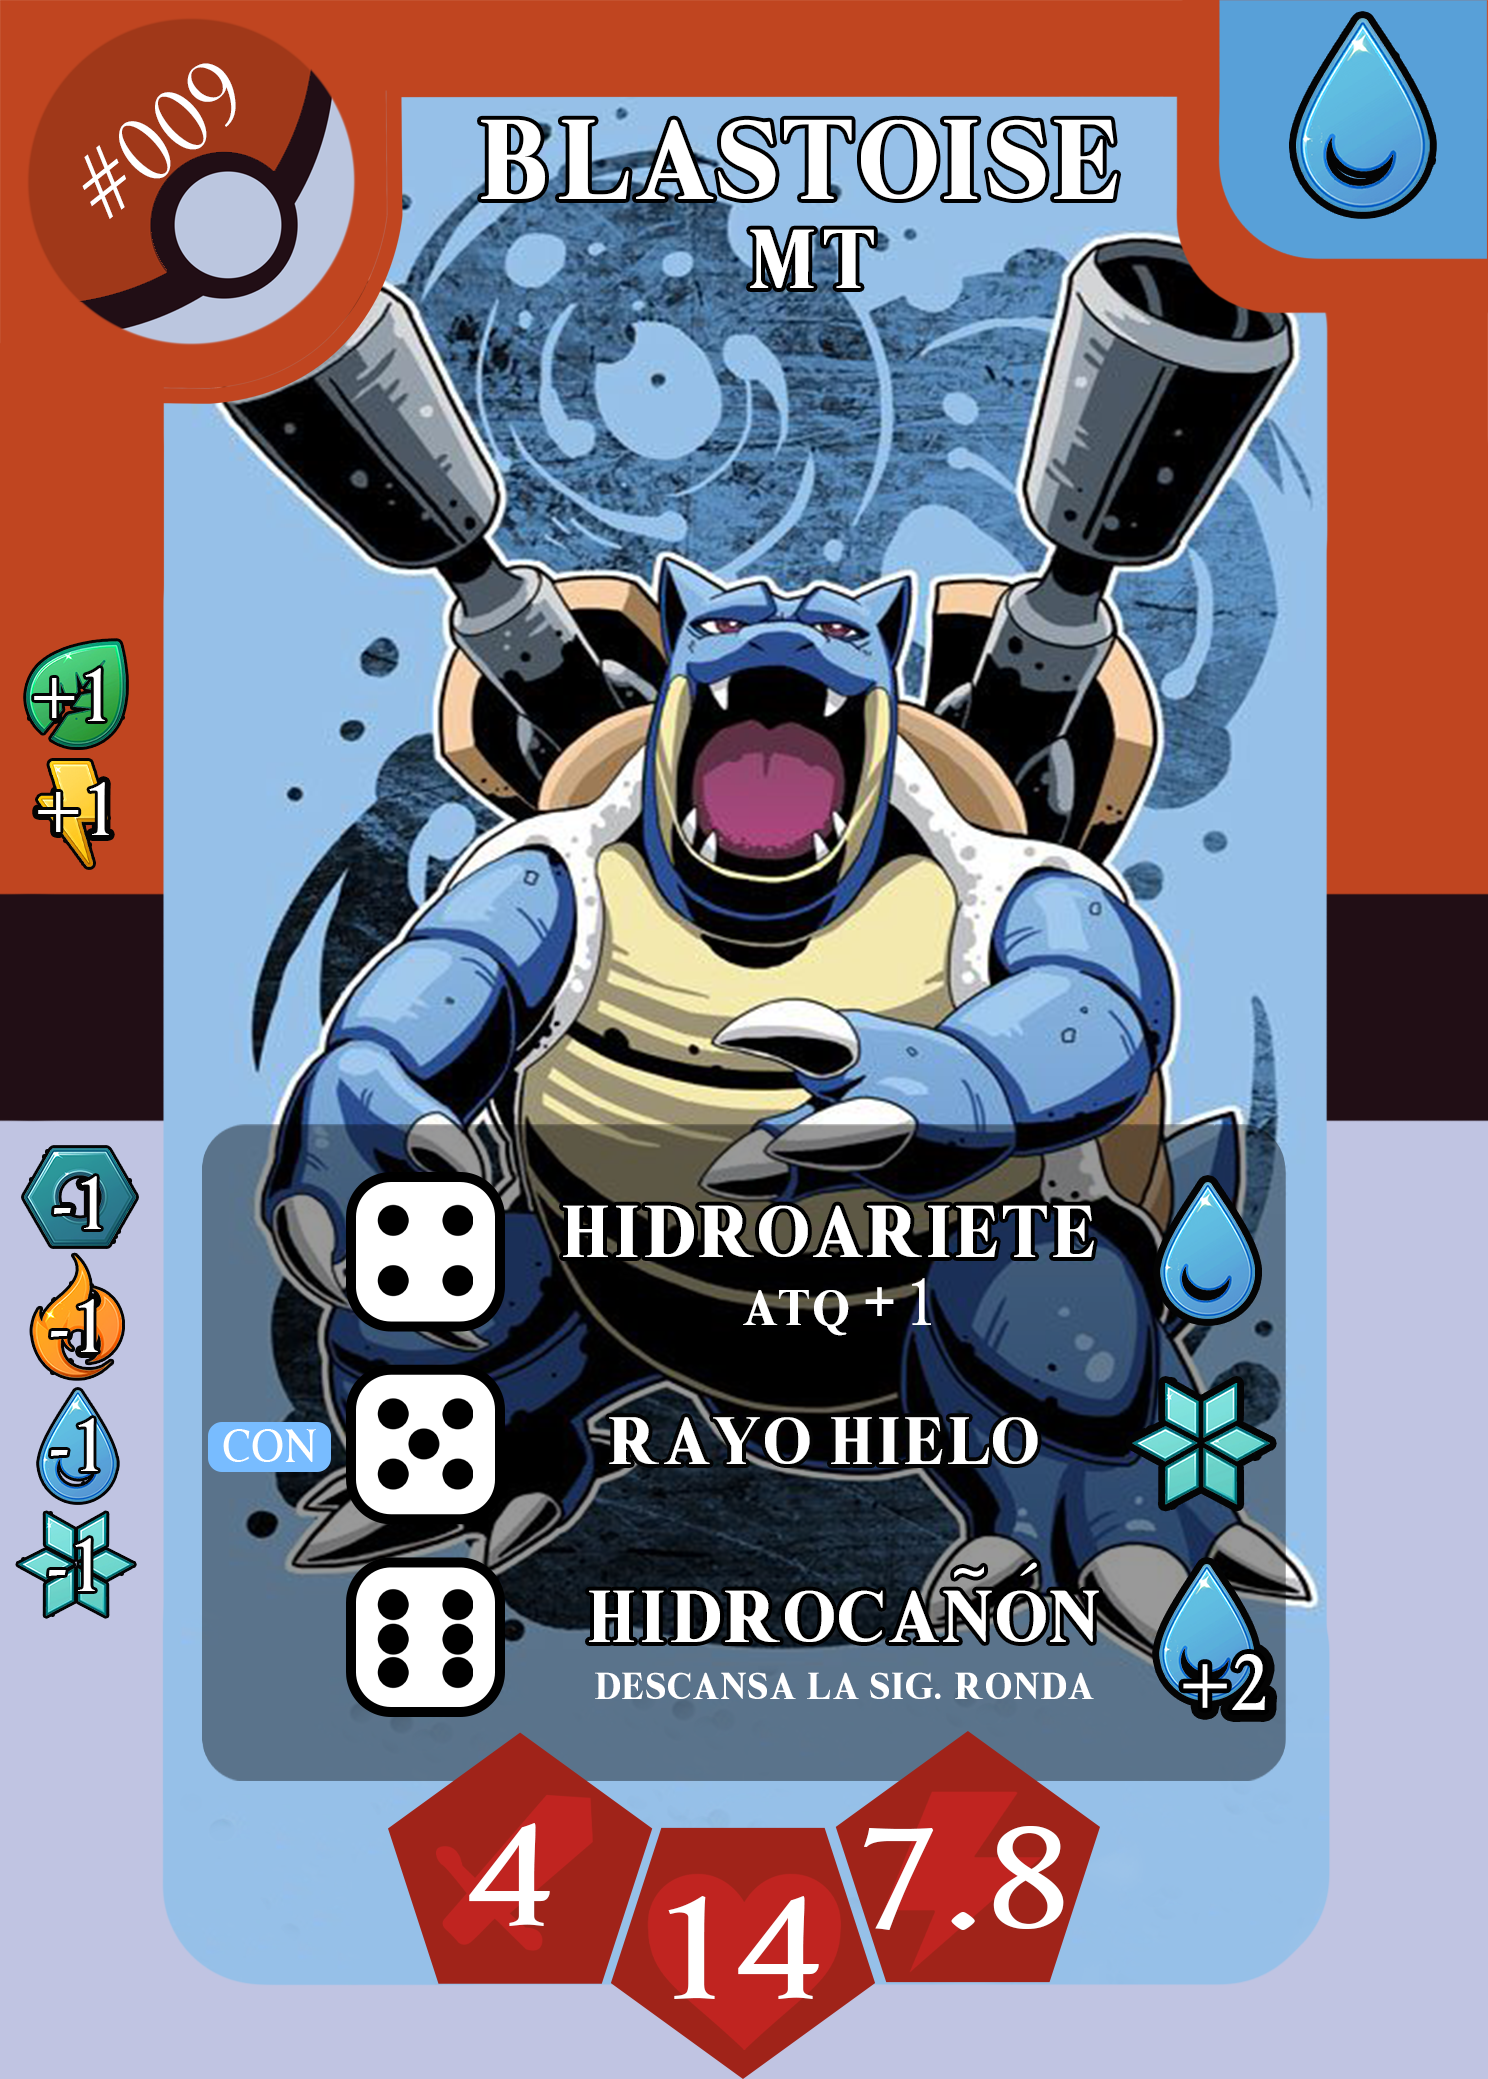 #009
BLASTOISE
MT
+1
+1
-1
-1
-1
-1
HIDROARIETE
ATQ + 1
CON
RAYO HIELO
HIDROCAÑÓN
DESCANSA LA SIG. RONDA
+2
4
14
7.8